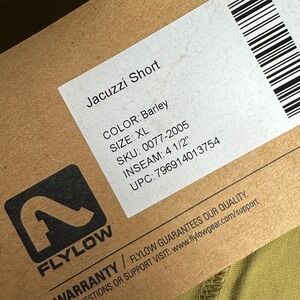 Jacuzzi Short
COLOR: Barley
SIZE: XL
SKU: 0077-2005
INSEAM: 4 1/2"
UPC: 796914013754
FLYLOW
WARRANTY / FLYLOW GUARANTEES OUR
QUESTIONS OR SUPPORT VISIT: www.flylowgear.com/support